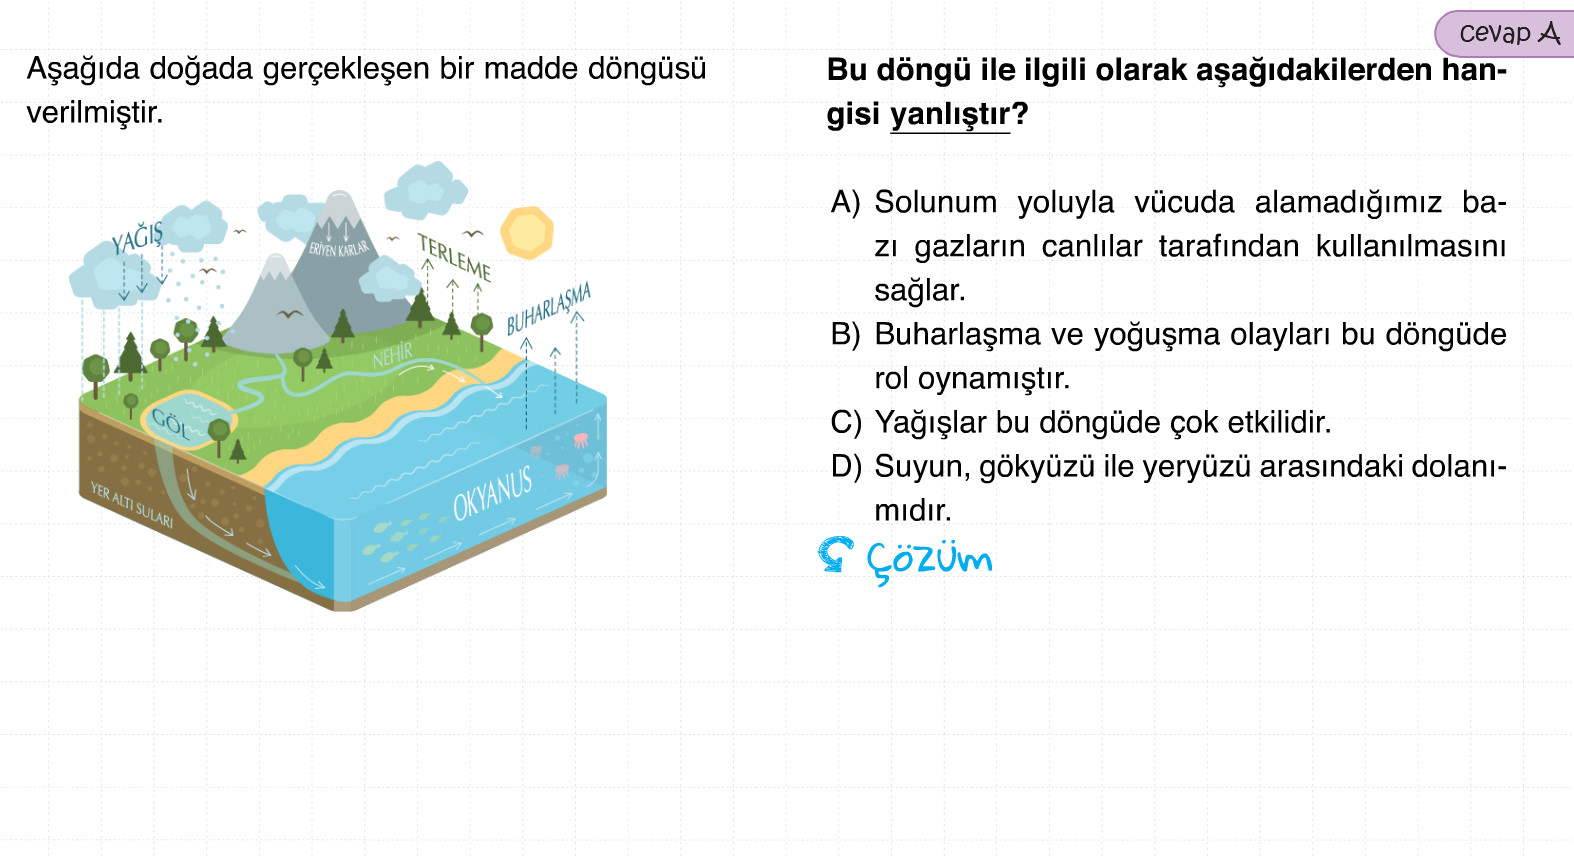 Aşağıda doğada gerçekleşen bir madde döngüsü
verilmiştir.
YAĞIŞ
ERİYEN KARLAR
TERLEME
BUHARLAŞMA
NEHİR
GÖL
YER ALTI SULARI
OKYANUS
cevap A
Bu döngü ile ilgili olarak aşağıdakilerden han-
gisi yanlıştır?
A) Solunum yoluyla vücuda alamadığımız ba-
zı gazların canlılar tarafından kullanılmasını
sağlar.
B) Buharlaşma ve yoğuşma olayları bu döngüde
rol oynamıştır.
C) Yağışlar bu döngüde çok etkilidir.
D) Suyun, gökyüzü ile yeryüzü arasındaki dolanı-
mıdır.
Çözüm